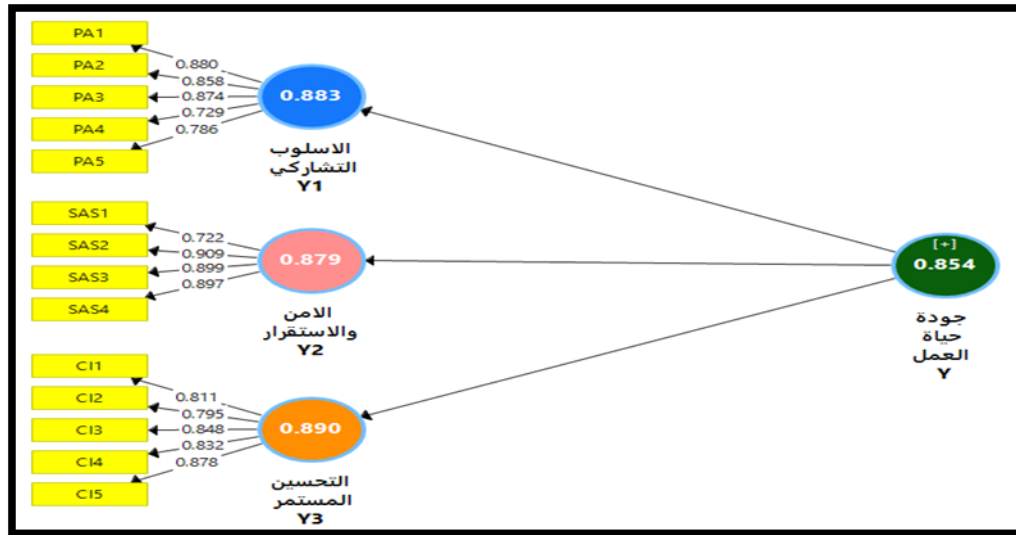 PA1
PA2
PA3
PA4
PA5
0.880
0.858
0.874
0.729
0.786
0.883
الاسلوب
التشاركي
Y1
SAS1
SAS2
SAS3
SAS4
0.722
0.909
0.899
0.897
0.879
الامن
والاستقرار
Y2
CI1
CI2
CI3
CI4
CI5
0.811
0.795
0.848
0.832
0.878
0.890
التحسين
المستمر
Y3
[+]
0.854
جودة
حياة
العمل
Y